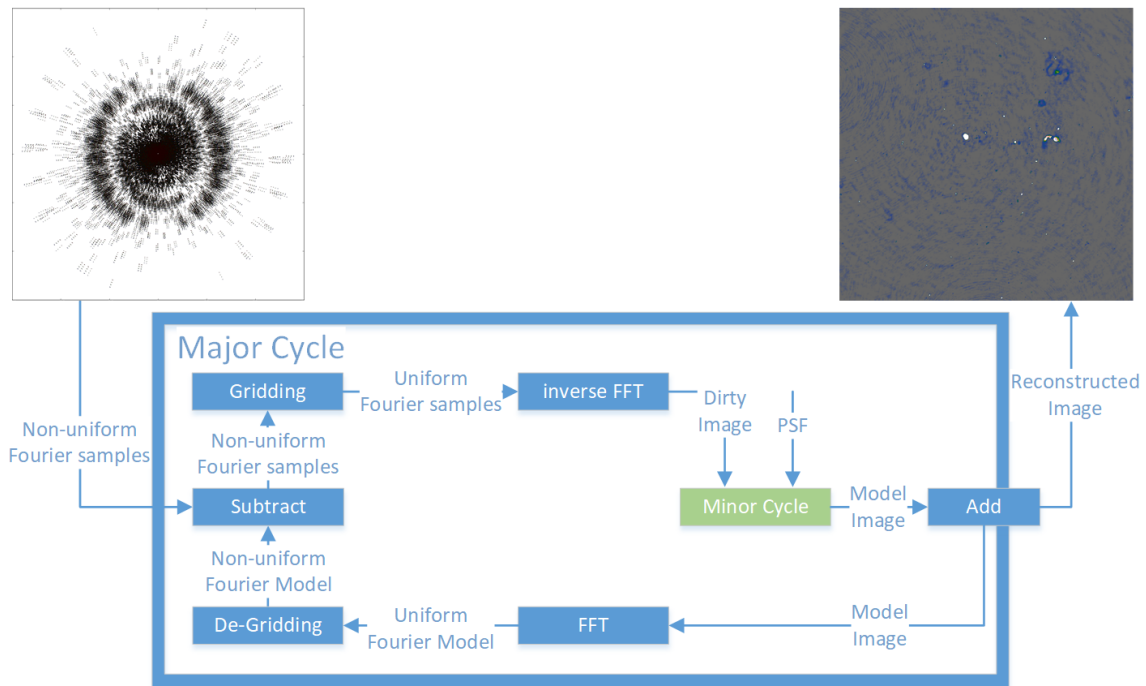 Major Cycle
Gridding
Uniform
Fourier samples
inverse FFT
Dirty
Image
PSF
Reconstructed
Image
Non-uniform
Fourier samples
Non-uniform
Fourier samples
Subtract
Minor Cycle
Model
Image
Add
Non-uniform
Fourier Model
De-Gridding
Uniform
Fourier Model
FFT
Model
Image